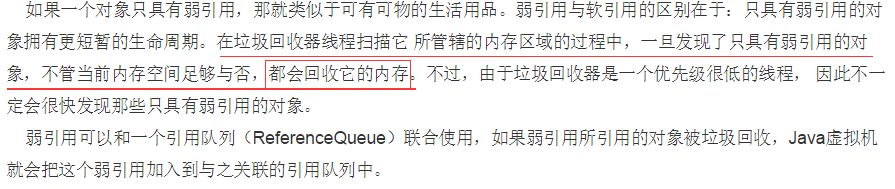 如果一个对象只具有弱引用，那就类似于可有可物的生活用品。弱引用与软引用的区别在于：只具有弱引用的对
象拥有更短暂的生命周期。在垃圾回收器线程扫描它 所管辖的内存区域的过程中，一旦发现了只具有弱引用的对
象，不管当前内存空间足够与否，都会回收它的内存。不过，由于垃圾回收器是一个优先级很低的线程， 因此不一
定会很快发现那些只具有弱引用的对象。
弱引用可以和一个引用队列（ReferenceQueue）联合使用，如果弱引用所引用的对象被垃圾回收，Java虚拟机
就会把这个弱引用加入到与之关联的引用队列中。